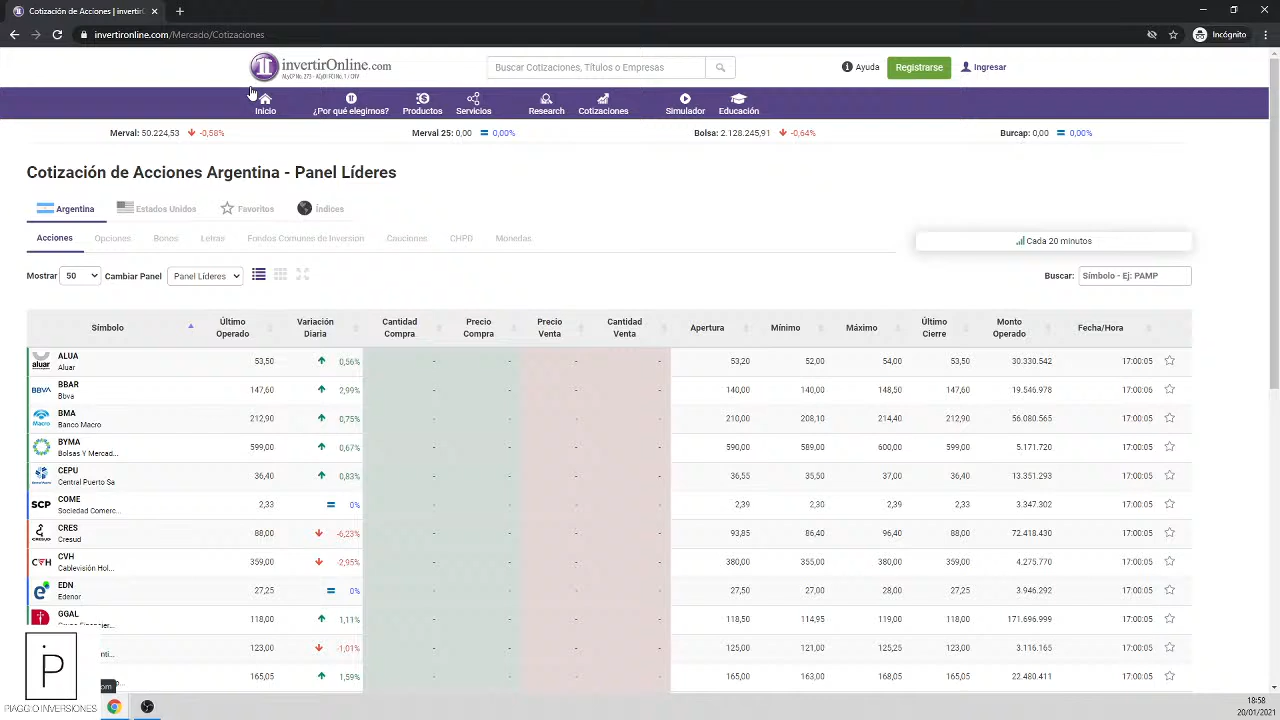 Cotización de Acciones | invertirO
invertironline.com/Mercado/Cotizaciones
Incógnito
invertirOnline.com
Buscar Cotizaciones, Títulos o Empresas
Ayuda
Registrarse
Ingresar
Inicio
¿Por qué elegirnos?
Productos
Servicios
Research
Cotizaciones
Simulador
Educación
Merval: 50.224,53 -0,58%
Merval 25: 0,00 0,00%
Bolsa: 2.128.245,91 -0,64%
Burcap: 0,00 0,00%
Cotización de Acciones Argentina - Panel Líderes
Argentina Estados Unidos Favoritos Índices
Acciones Opciones Bonos Letras Fondos Comunes de Inversión Cauciones CHPD Monedas
Cada 20 minutos
Mostrar 50 Cambiar Panel Panel Líderes
Buscar: Símbolo - Ej: PAMP
Símbolo
Último
Operado
Variación
Diaria
Cantidad
Compra
Precio
Compra
Precio
Venta
Cantidad
Venta
Apertura
Mínimo
Máximo
Último
Cierre
Monto
Operado
Fecha/Hora
aluar ALUA
Aluar
53,50 0,56% - - - - 53,20 52,00 54,00 53,50 30.330.542 17:00:05
BBVA BBAR
Bbva
147,60 2,99% - - - - 140,00 140,00 148,50 147,60 19.546.978 17:00:06
Macro BMA
Banco Macro
212,90 0,75% - - - - 210,00 208,10 214,40 212,90 56.080.565 17:00:05
BYMA
Bolsas Y Mercad...
599,00 0,67% - - - - 590,00 589,00 600,00 599,00 5.171.720 17:00:05
CEPU
Central Puerto Sa
36,40 0,83% - - - - 36,55 35,50 37,00 36,40 13.351.293 17:00:05
SCP COME
Sociedad Comerc...
2,33 0% - - - - 2,39 2,30 2,39 2,33 3.347.302 17:00:05
CRESUD CRES
Cresud
88,00 -6,23% - - - - 93,85 86,40 96,40 88,00 72.418.430 17:00:05
CVH CVH
Cablevisión Hol...
359,00 -2,95% - - - - 380,00 355,00 380,00 359,00 4.275.770 17:00:05
EDN
Edenor
27,25 0% - - - - 27,50 27,00 28,00 27,25 3.946.292 17:00:05
GGAL
118,00 1,11% - - - - 118,50 114,95 119,00 118,00 171.696.999 17:00:05
nti...
123,00 -1,01% - - - - 125,00 121,00 125,25 123,00 3.116.165 17:00:05
p...
165,05 1,59% - - - - 165,00 163,00 168,05 165,05 22.480.411 17:00:05
om
iP
PIAGGIO INVERSIONES
18:58
20/01/2021